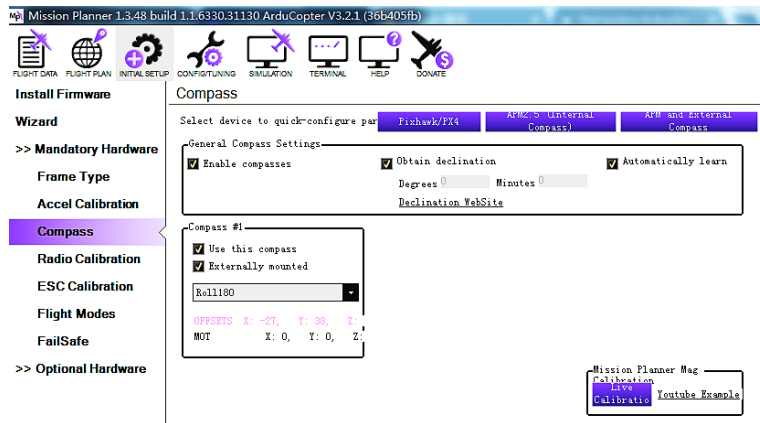 Mission Planner 1.3.48 build 1.1.6330.31130 ArduCopter V3.2.1 (36b405fb)
FLIGHT DATA FLIGHT PLAN INITIAL SETUP CONFIG/TUNING SIMULATION TERMINAL HELP DONATE
Install Firmware
Wizard
>> Mandatory Hardware
Frame Type
Accel Calibration
Compass
Radio Calibration
ESC Calibration
Flight Modes
FailSafe
>> Optional Hardware
Compass
Select device to quick-configure par
Pixhawk/PX4
APM2.5 (Internal
Compass)
APM and External
Compass
General Compass Settings
Enable compasses
Obtain declination
Automatically learn
Degrees 0 Minutes 0
Declination WebSite
Compass #1
Use this compass
Externally mounted
Roll180
OFFSETS X: -27, Y: 38, Z:
MOT X: 0, Y: 0, Z:
Mission Planner Mag
Calibration
Live
Calibratio
Youtube Example